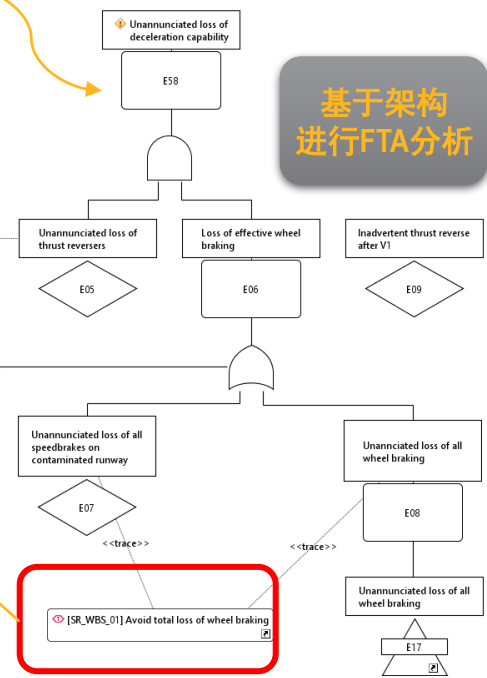 Unannunciated loss of
deceleration capability
E58
基于架构
进行FTA分析
Unannunciated loss of
thrust reversers
E05
Loss of effective wheel
braking
E06
Inadvertent thrust reverse
after V1
E09
Unannunciated loss of all
speedbrakes on
contaminated runway
E07
Unannciated loss of all
wheel braking
E08
<<trace>>
<<trace>>
[SR_WBS_01] Avoid total loss of wheel braking
Unannunciated loss of all
wheel braking
E17